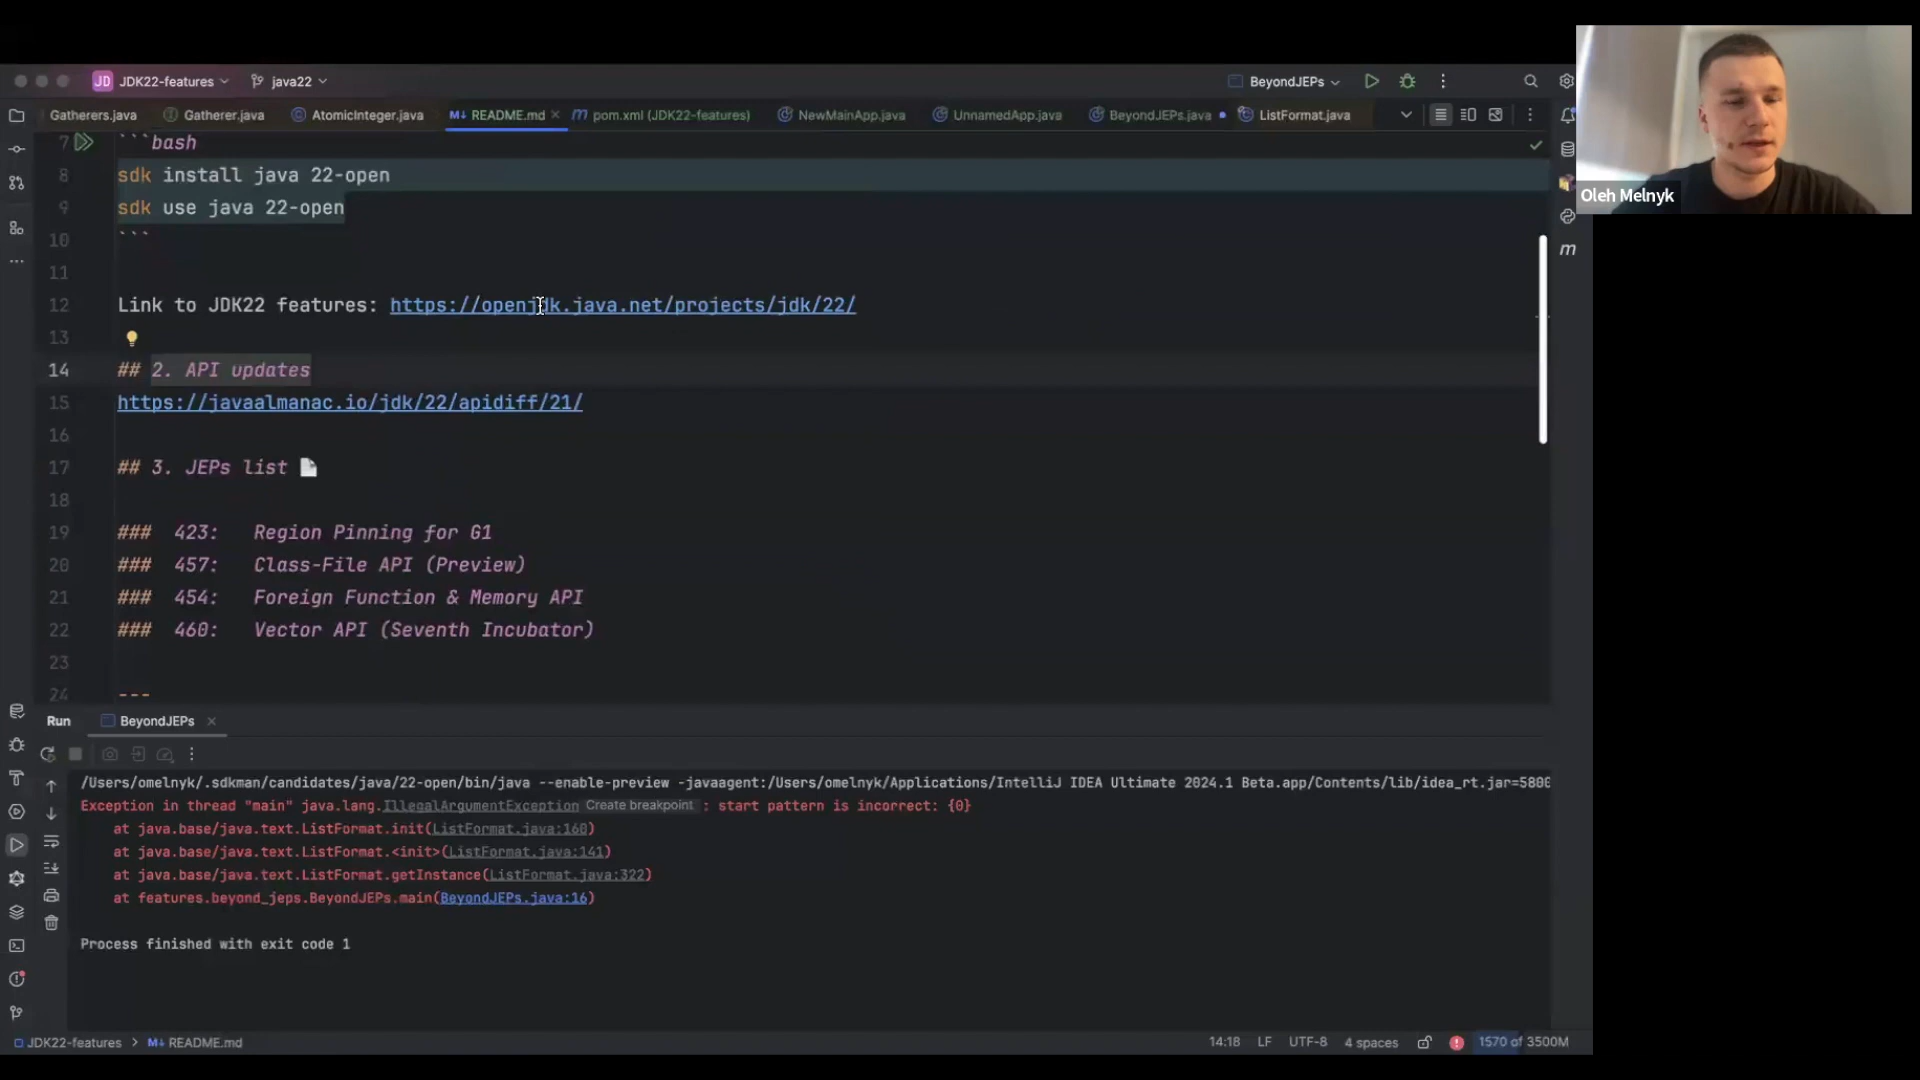 JD JDK22-features java22 BeyondJEPs
Gatherers.java Gatherer.java AtomicInteger.java README.md pom.xml (JDK22-features) NewMainApp.java UnnamedApp.java BeyondJEPs.java ListFormat.java
Oleh Melnyk
7 ```bash
8 sdk install java 22-open
9 sdk use java 22-open
10 ```
11
12 Link to JDK22 features: https://openjdk.java.net/projects/jdk/22/
13
14 ## 2. API updates
15 https://javaalmanac.io/jdk/22/apidiff/21/
16
17 ## 3. JEPs list
18
19 ### 423: Region Pinning for G1
20 ### 457: Class-File API (Preview)
21 ### 454: Foreign Function & Memory API
22 ### 460: Vector API (Seventh Incubator)
23
24 ---
Run BeyondJEPs
/Users/omelnyk/.sdkman/candidates/java/22-open/bin/java --enable-preview -javaagent:/Users/omelnyk/Applications/IntelliJ IDEA Ultimate 2024.1 Beta.app/Contents/lib/idea_rt.jar=5800
Exception in thread "main" java.lang.IllegalArgumentException Create breakpoint : start pattern is incorrect: {0}
at java.base/java.text.ListFormat.init(ListFormat.java:160)
at java.base/java.text.ListFormat.<init>(ListFormat.java:141)
at java.base/java.text.ListFormat.getInstance(ListFormat.java:322)
at features.beyond_jeps.BeyondJEPs.main(BeyondJEPs.java:16)
Process finished with exit code 1
JDK22-features > README.md 14:18 LF UTF-8 4 spaces 1570 of 3500M